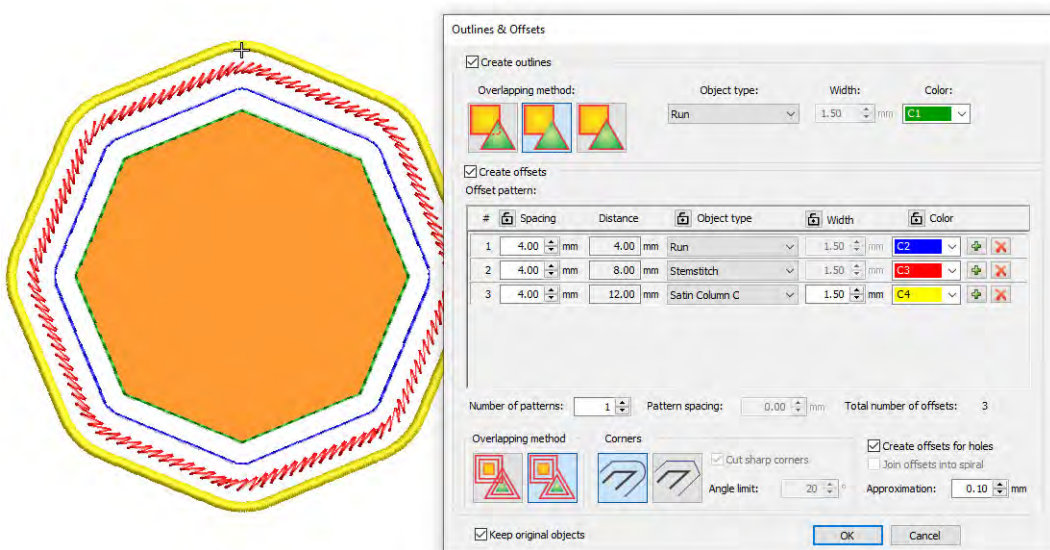 Outlines & Offsets
Create outlines
Overlapping method: Object type: Width: Color:
Run 1.50 mm C1
Create offsets
Offset pattern:
# Spacing Distance Object type Width Color
1 4.00 mm 4.00 mm Run 1.50 mm C2
2 4.00 mm 8.00 mm Stemstitch 1.50 mm C3
3 4.00 mm 12.00 mm Satin Column C 1.50 mm C4
Number of patterns: 1 Pattern spacing: 0.00 mm Total number of offsets: 3
Overlapping method Corners
Create offsets for holes
Cut sharp corners
Join offsets into spiral
Angle limit: 20 ° Approximation: 0.10 mm
Keep original objects OK Cancel